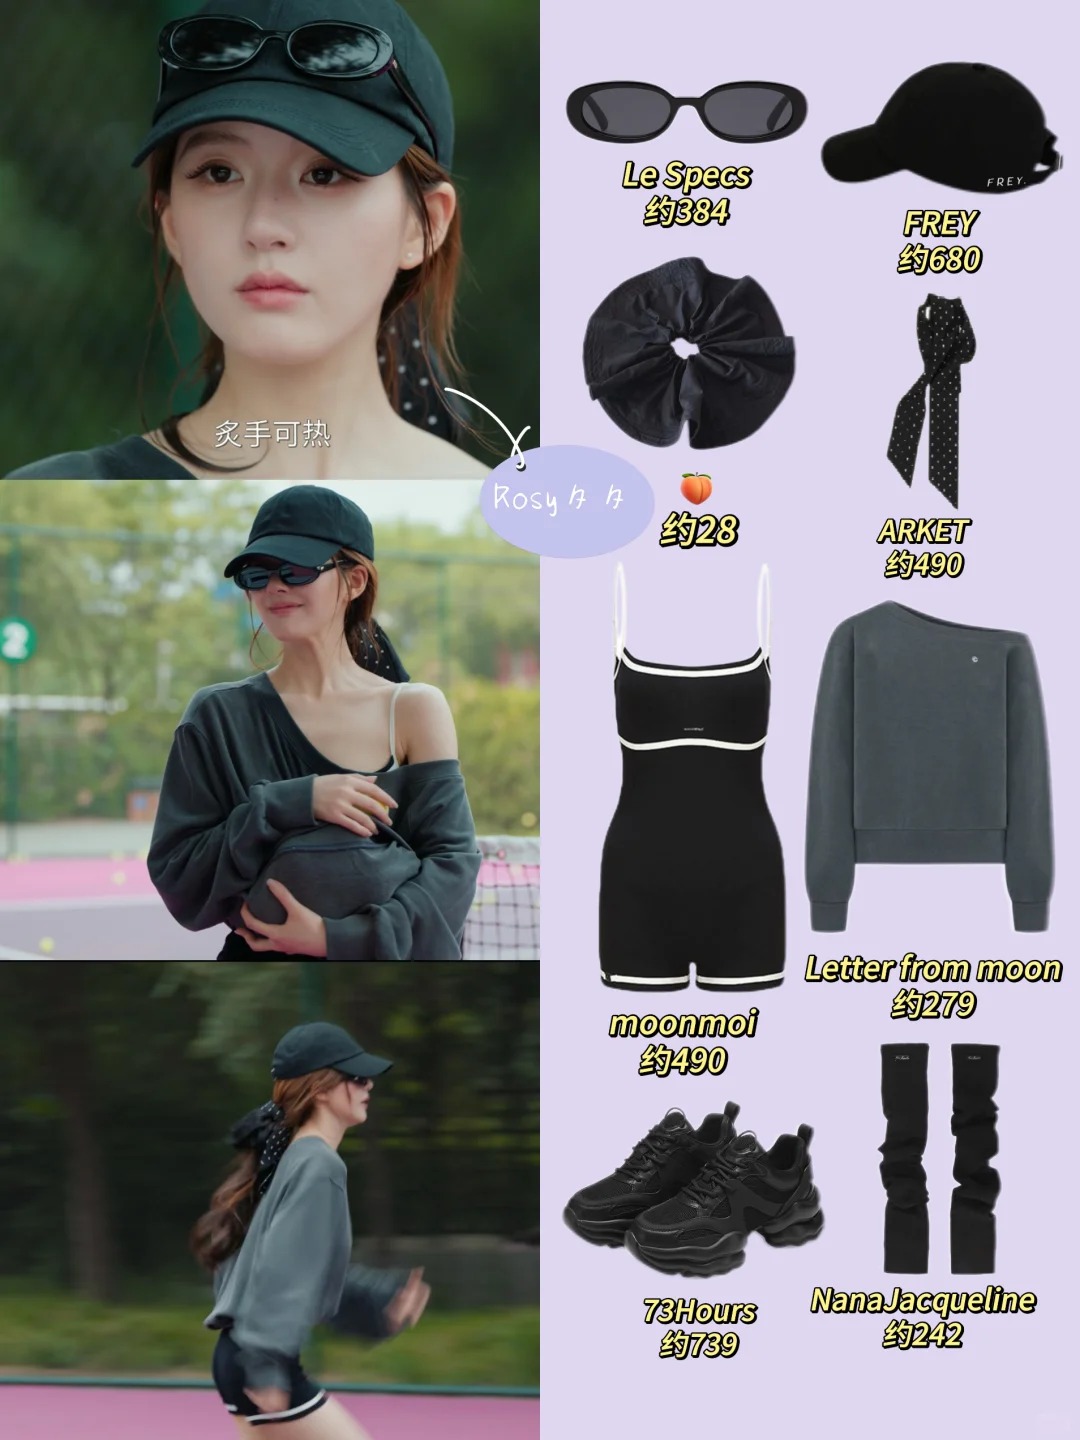 炙手可热
Rosy夕夕
2
Le Specs
约384
FREY.
FREY
约680
🍑
约28
ARKET
约490
moonmoi
约490
Letter from moon
约279
73Hours
约739
NanaJacqueline
约242